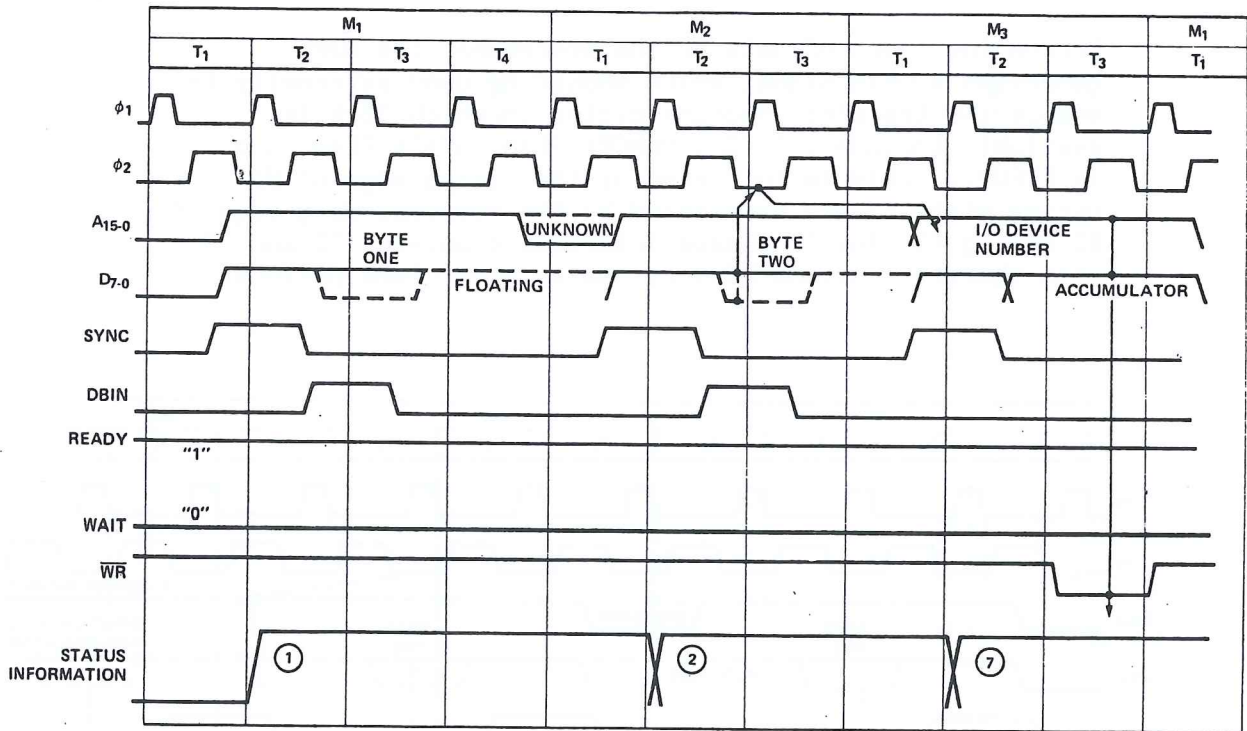 M1 M2 M3 M1
T1 T2 T3 T4 T1 T2 T3 T1 T2 T3 T1
ϕ1
ϕ2
A15-0
UNKNOWN
I/O DEVICE
NUMBER
BYTE
ONE
BYTE
TWO
D7-0
FLOATING
ACCUMULATOR
SYNC
DBIN
READY
"1"
WAIT
"0"
WR
STATUS
INFORMATION
1
2
7